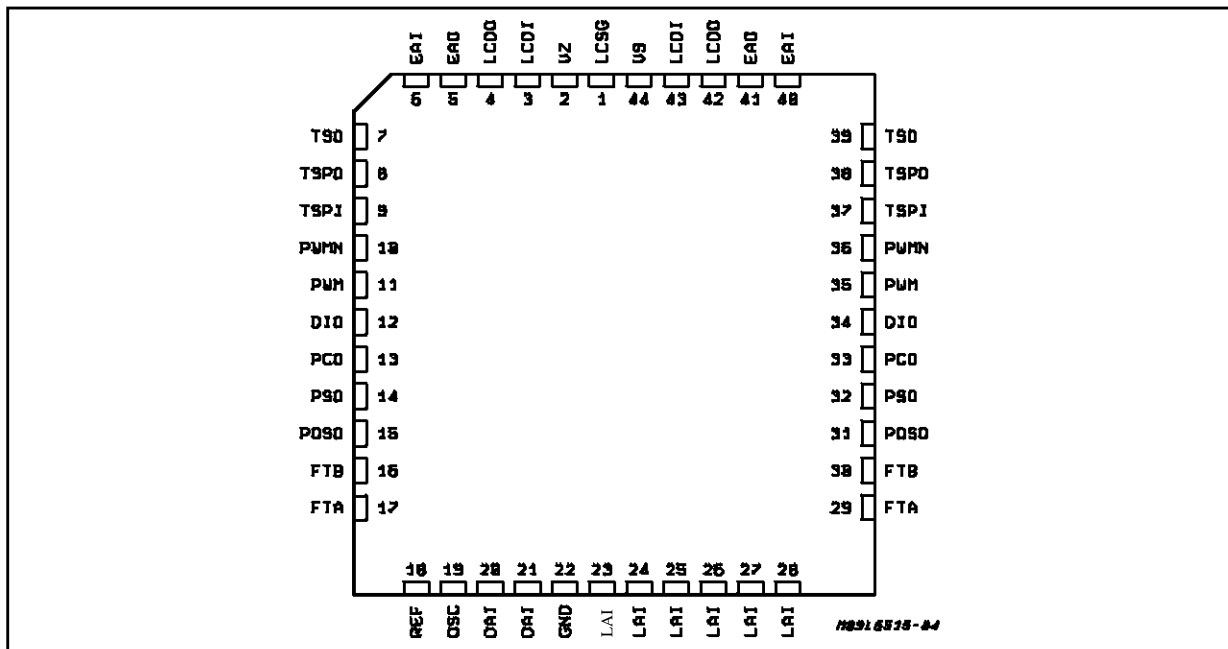 EAI EAO LCDO LCDI VZ LCSG VS LCDI LCDO EAO EAI
6 5 4 3 2 1 44 43 42 41 40
TSO 7 39 TSO
TSPO 8 38 TSPO
TSPI 9 37 TSPI
PWMN 10 36 PWMN
PWM 11 35 PWM
DIO 12 34 DIO
PCO 13 33 PCO
PSO 14 32 PSO
POSO 15 31 POSO
FTB 16 30 FTB
FTA 17 29 FTA
18 19 20 21 22 23 24 25 26 27 28
REF OSC OAI OAI GND LAI LAI LAI LAI LAI LAI